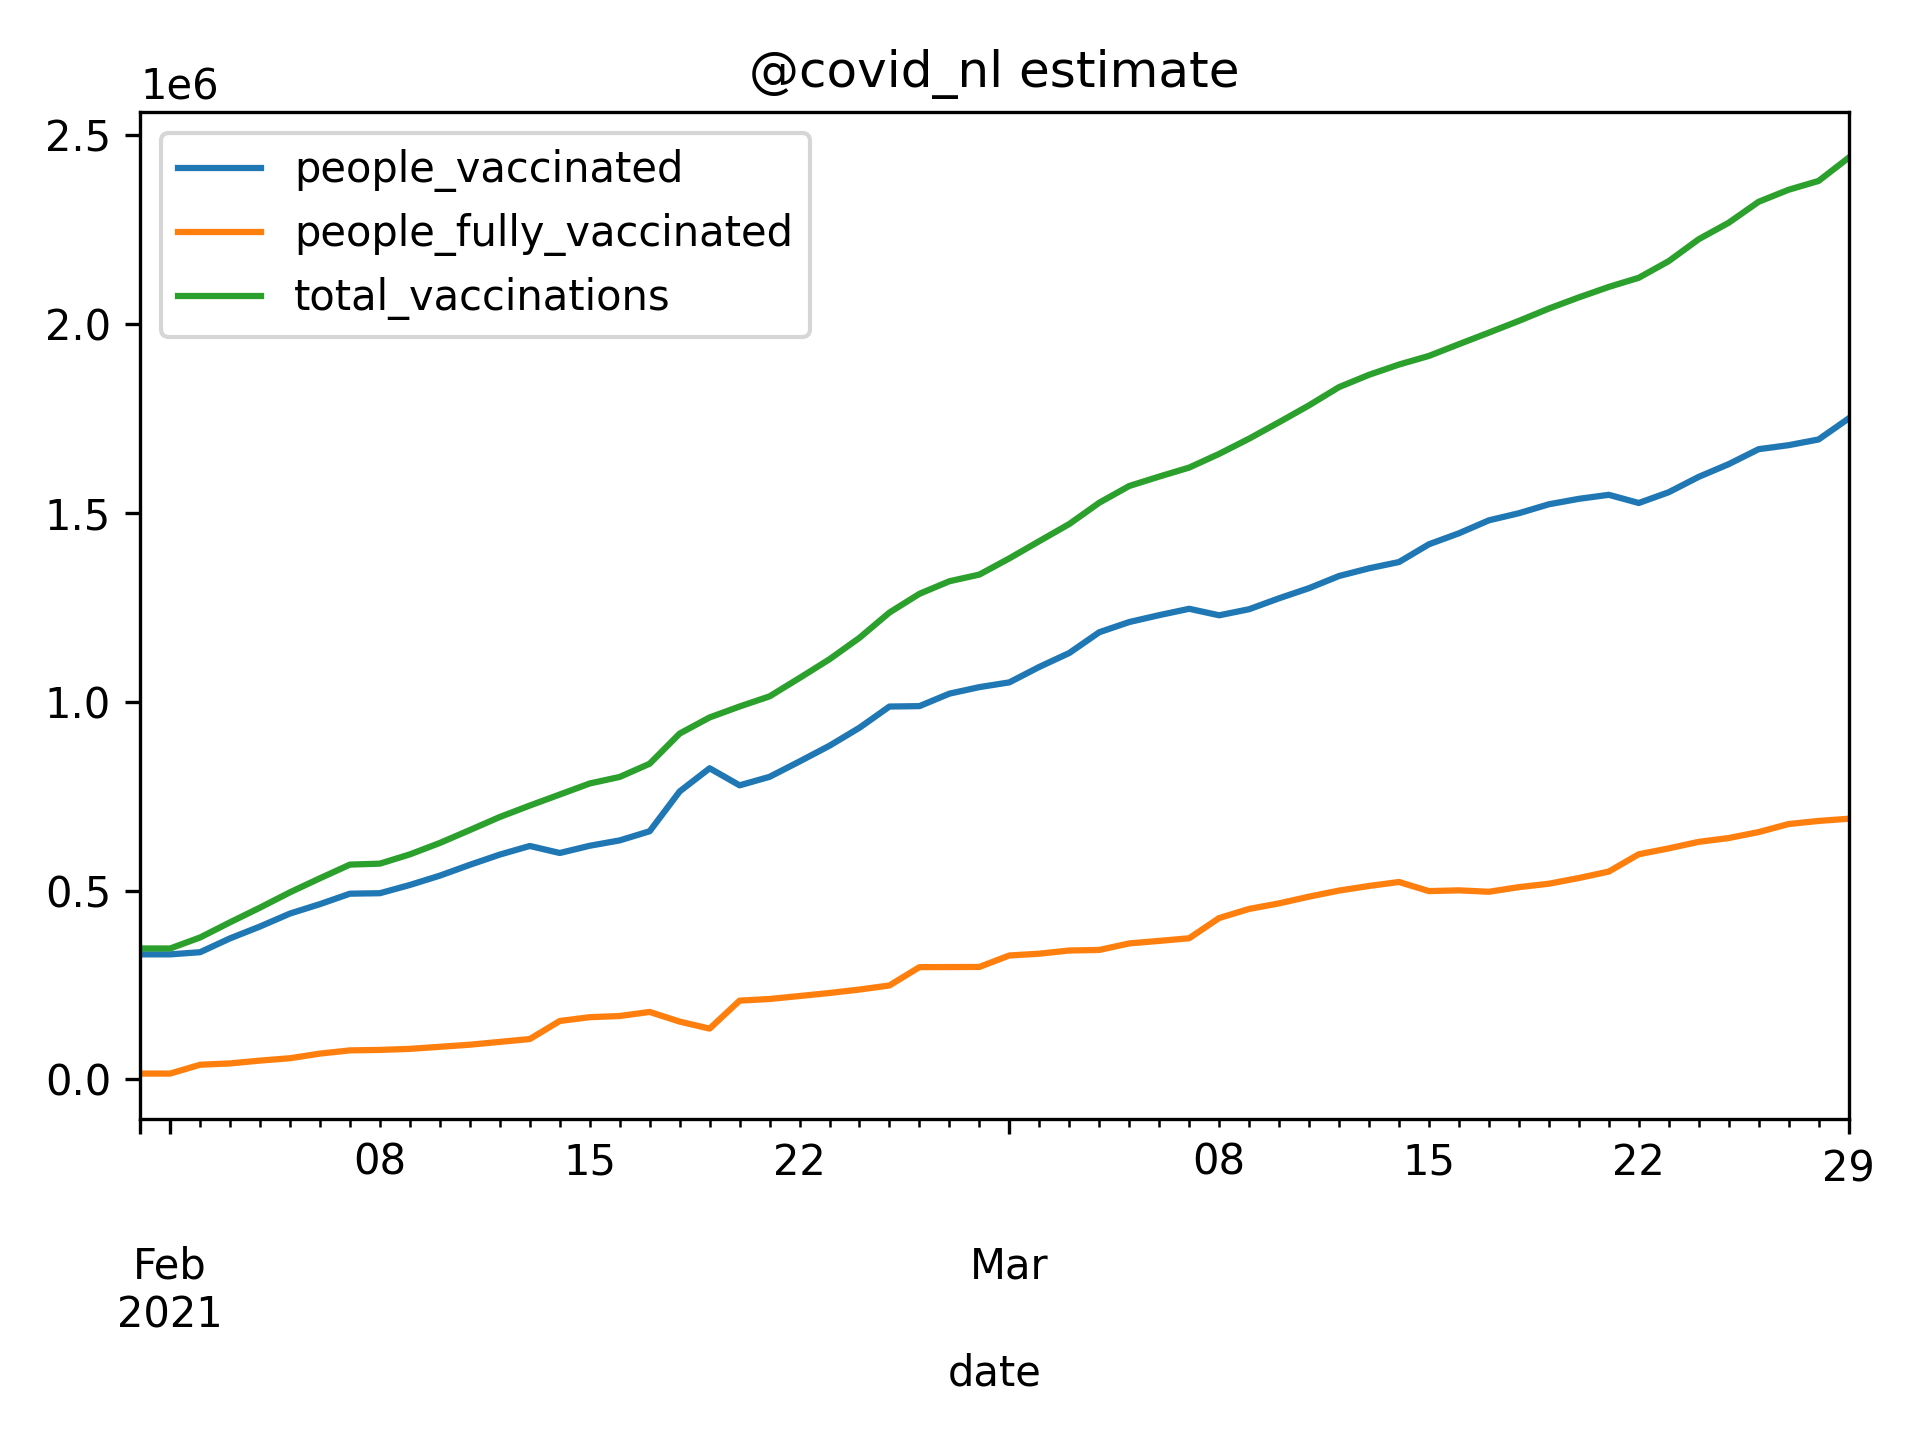 @covid_nl estimate
1e6
2.5
2.0
1.5
1.0
0.5
0.0
people_vaccinated
people_fully_vaccinated
total_vaccinations
08 15 22 08 15 22 29
Feb Mar
2021
date